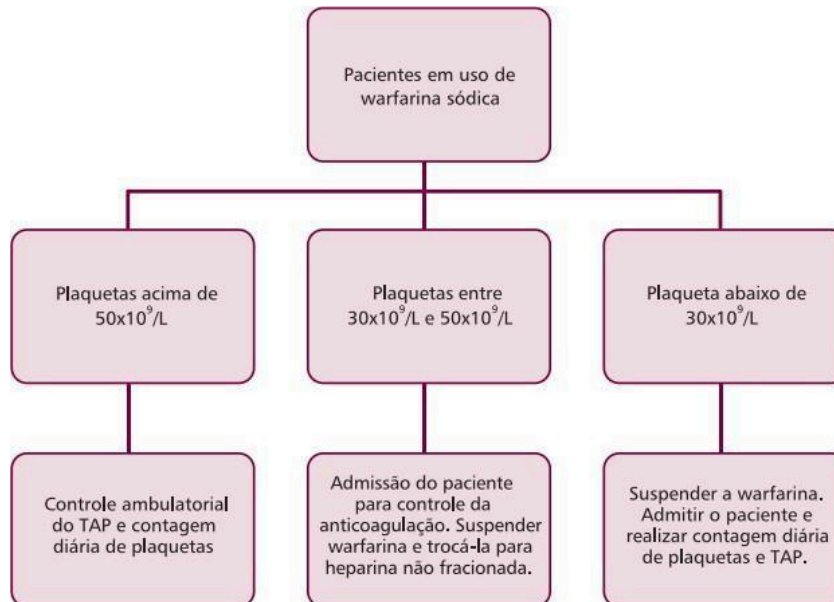 Pacientes em uso de
warfarina sódica
Plaquetas acima de
50x10⁹/L
Plaquetas entre
30x10⁹/L e 50x10⁹/L
Plaqueta abaixo de
30x10⁹/L
Controle ambulatorial
do TAP e contagem
diária de plaquetas
Admissão do paciente
para controle da
anticoagulação. Suspender
warfarina e trocá-la para
heparina não fracionada.
Suspender a warfarina.
Admitir o paciente e
realizar contagem diária
de plaquetas e TAP.